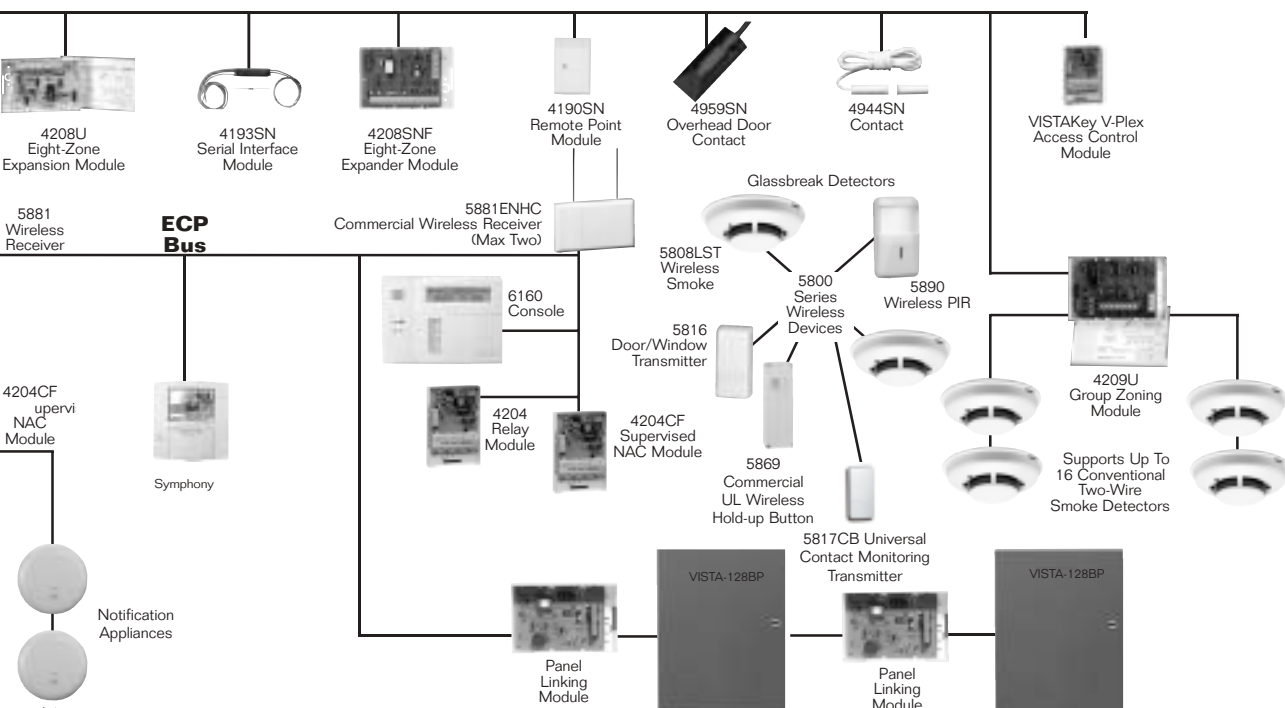 4208U
Eight-Zone
Expansion Module
4193SN
Serial Interface
Module
4208SNF
Eight-Zone
Expander Module
4190SN
Remote Point
Module
4959SN
Overhead Door
Contact
4944SN
Contact
VISTAKey V-Plex
Access Control
Module
5881
Wireless
Receiver
ECP
Bus
5881ENHC
Commercial Wireless Receiver
(Max Two)
Glassbreak Detectors
5808LST
Wireless
Smoke
5800
Series
Wireless
Devices
5890
Wireless PIR
6160
Console
5816
Door/Window
Transmitter
4209U
Group Zoning
Module
4204CF
upervi
NAC
Module
Symphony
4204
Relay
Module
4204CF
Supervised
NAC Module
5869
Commercial
UL Wireless
Hold-up Button
Supports Up To
16 Conventional
Two-Wire
Smoke Detectors
5817CB Universal
Contact Monitoring
Transmitter
VISTA-128BP
VISTA-128BP
Notification
Appliances
Panel
Linking
Module
Panel
Linking
Module